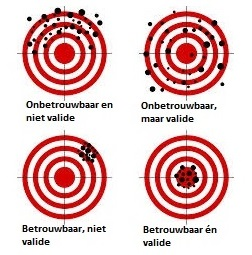 Onbetrouwbaar en
niet valide
Onbetrouwbaar,
maar valide
Betrouwbaar, niet
valide
Betrouwbaar én
valide